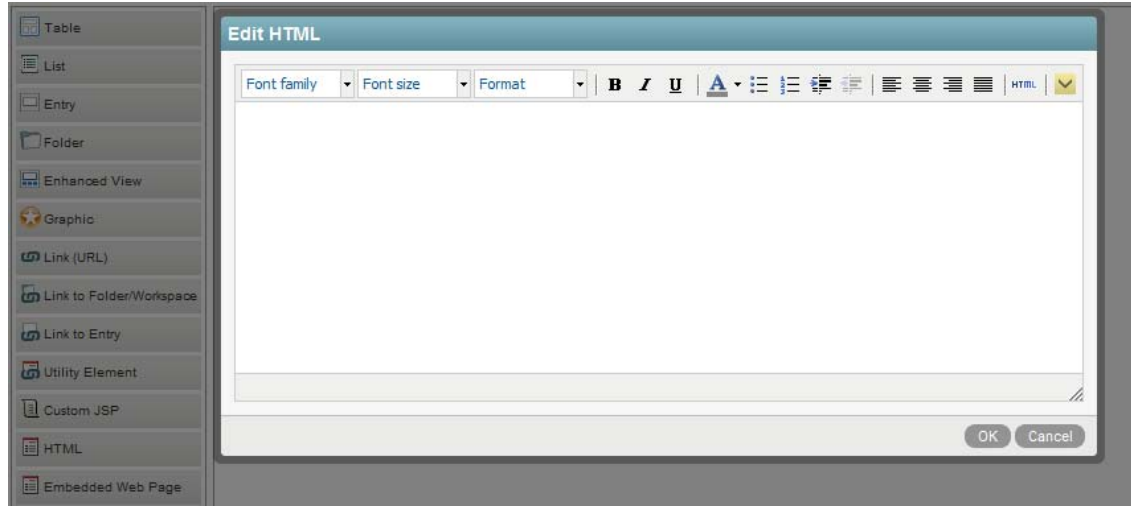 Table
List
Entry
Folder
Enhanced View
Graphic
Link (URL)
Link to Folder/Workspace
Link to Entry
Utility Element
Custom JSP
HTML
Embedded Web Page
Edit HTML
Font family Font size Format B I U A HTML
OK Cancel